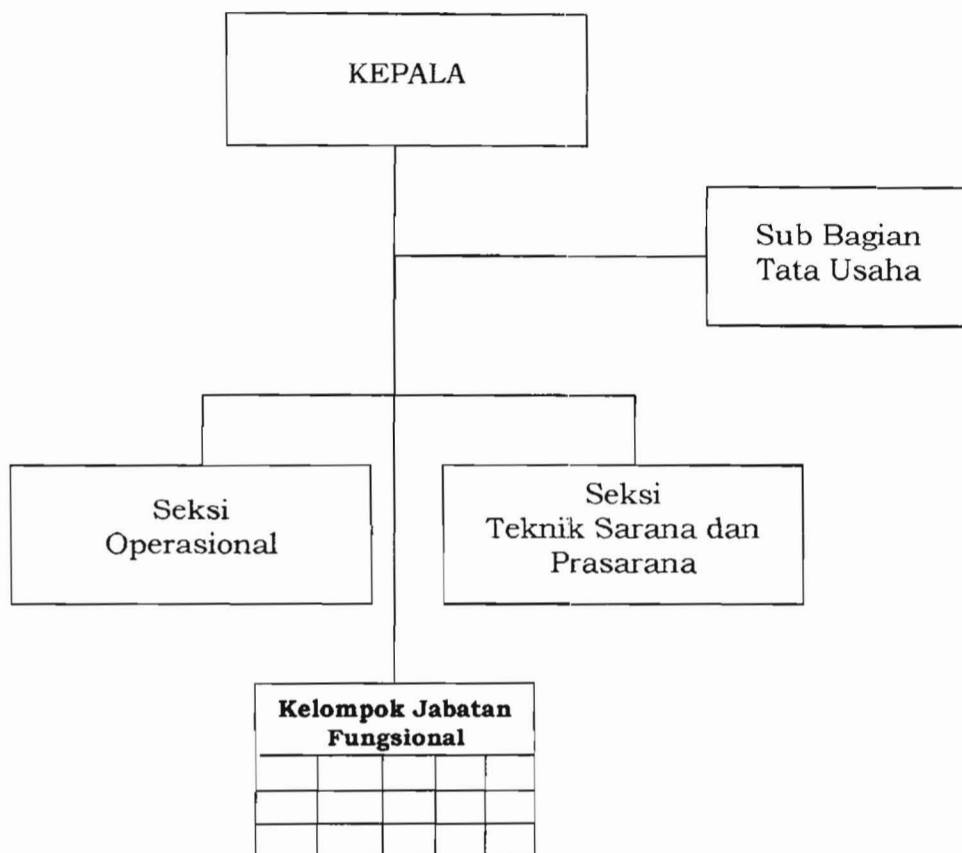 KEPALA
Sub Bagian
Tata Usaha
Seksi
Operasional
Seksi
Teknik Sarana dan
Prasarana
Kelompok Jabatan
Fungsional